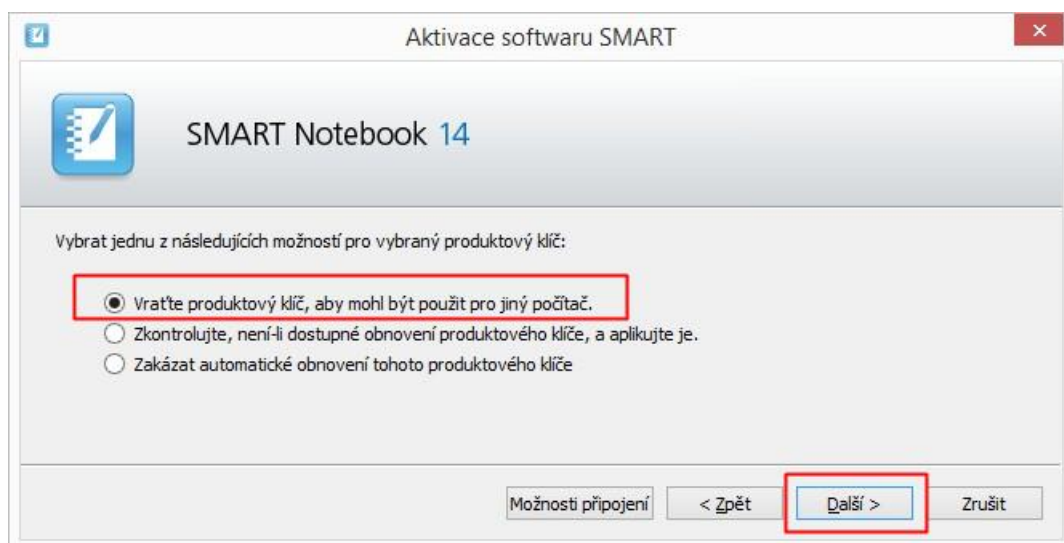 Aktivace softwaru SMART
SMART Notebook 14
Vybrat jednu z následujících možností pro vybraný produktový klíč:
Vraťte produktový klíč, aby mohl být použit pro jiný počítač.
Zkontrolujte, není-li dostupné obnovení produktového klíče, a aplikujte je.
Zakázat automatické obnovení tohoto produktového klíče
Možnosti připojení < Zpět Další > Zrušit